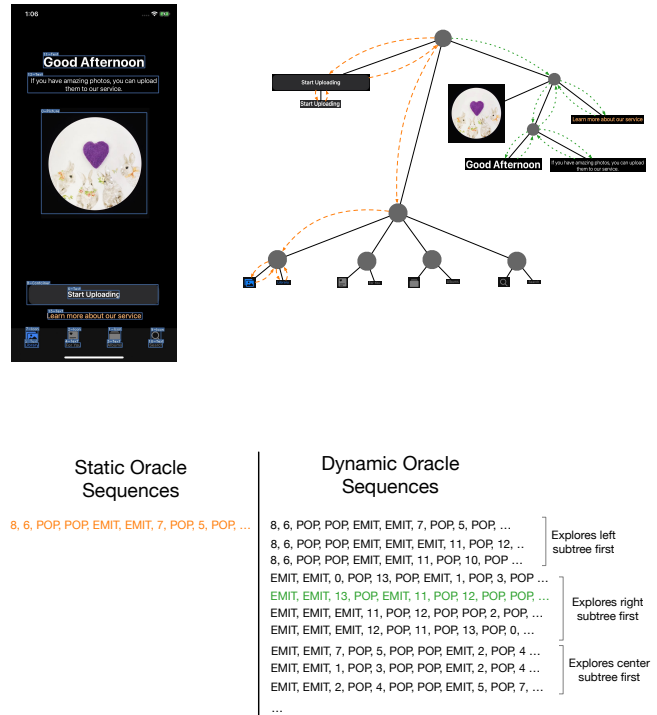 1:06
11=Text
Good Afternoon
12=Text
If you have amazing photos, you can upload
them to our service.
Start Uploading
Learn more about our service
Start Uploading
Start Uploading
Learn more about our service
Good Afternoon
If you have amazing photos, you can upload
them to our service.
Static Oracle
Sequences
8, 6, POP, POP, EMIT, EMIT, 7, POP, 5, POP, …
Dynamic Oracle
Sequences
8, 6, POP, POP, EMIT, EMIT, 7, POP, 5, POP, …
8, 6, POP, POP, EMIT, EMIT, EMIT, 11, POP, 12, ..
8, 6, POP, POP, EMIT, EMIT, 11, POP, 10, POP …
Explores left
subtree first
EMIT, EMIT, 0, POP, 13, POP, EMIT, 1, POP, 3, POP …
EMIT, EMIT, 13, POP, EMIT, 11, POP, 12, POP, POP, …
EMIT, EMIT, EMIT, 11, POP, 12, POP, POP, 2, POP, …
EMIT, EMIT, EMIT, 12, POP, 11, POP, 13, POP, 0, …
Explores right
subtree first
EMIT, EMIT, 7, POP, 5, POP, POP, EMIT, 2, POP, 4 …
EMIT, EMIT, 1, POP, 3, POP, POP, EMIT, 2, POP, 4 …
EMIT, EMIT, 2, POP, 4, POP, POP, EMIT, 5, POP, 7, …
Explores center
subtree first
…